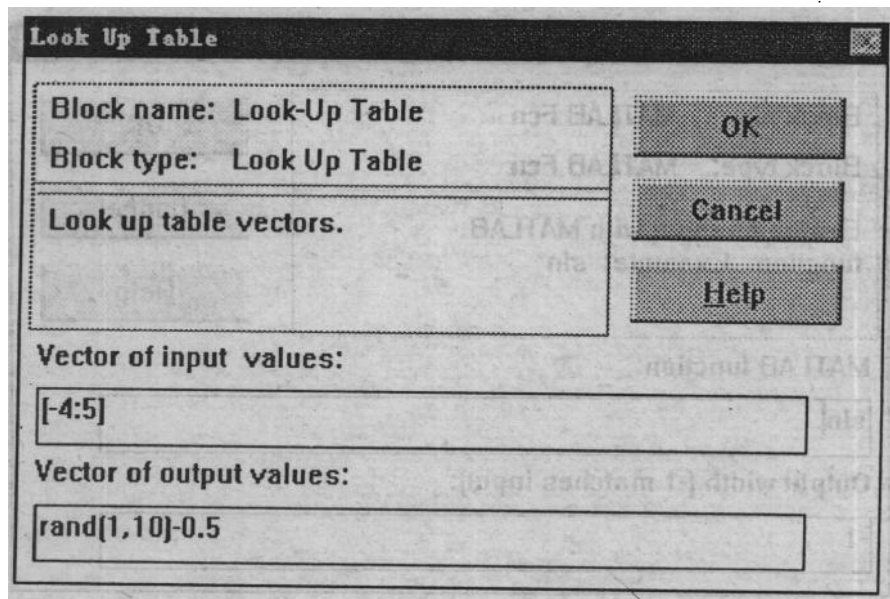 Look Up Table
Block name: Look-Up Table
Block type: Look Up Table
Look up table vectors.
OK
Cancel
Help
Vector of input values:
[-4:5]
Vector of output values:
rand(1,10)-0.5